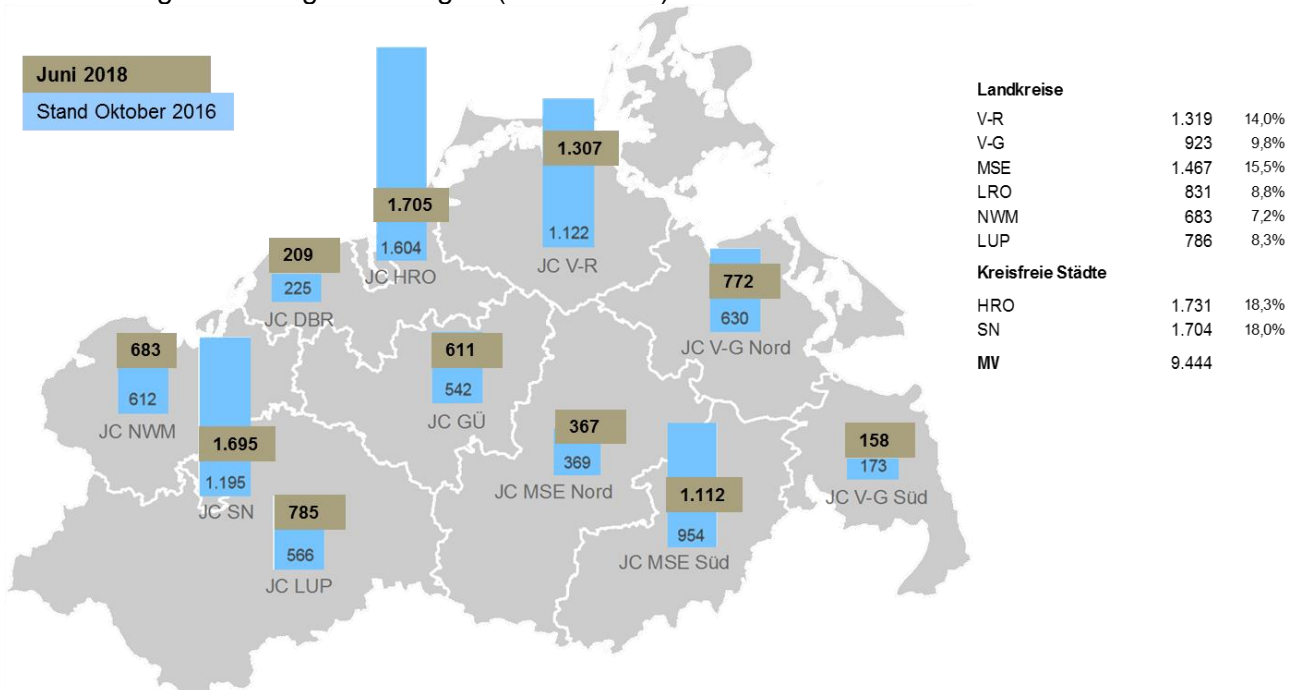 Juni 2018
Stand Oktober 2016
1.307
1.122
JC V-R
1.705
1.604
JC HRO
209
225
JC DBR
772
630
JC V-G Nord
683
612
JC NWM
611
542
JC GÜ
1.695
1.195
JC SN
367
369
JC MSE Nord
158
173
JC V-G Süd
1.112
954
JC MSE Süd
785
566
JC LUP
Landkreise
V-R 1.319 14,0%
V-G 923 9,8%
MSE 1.467 15,5%
LRO 831 8,8%
NWM 683 7,2%
LUP 786 8,3%
Kreisfreie Städte
HRO 1.731 18,3%
SN 1.704 18,0%
MV 9.444